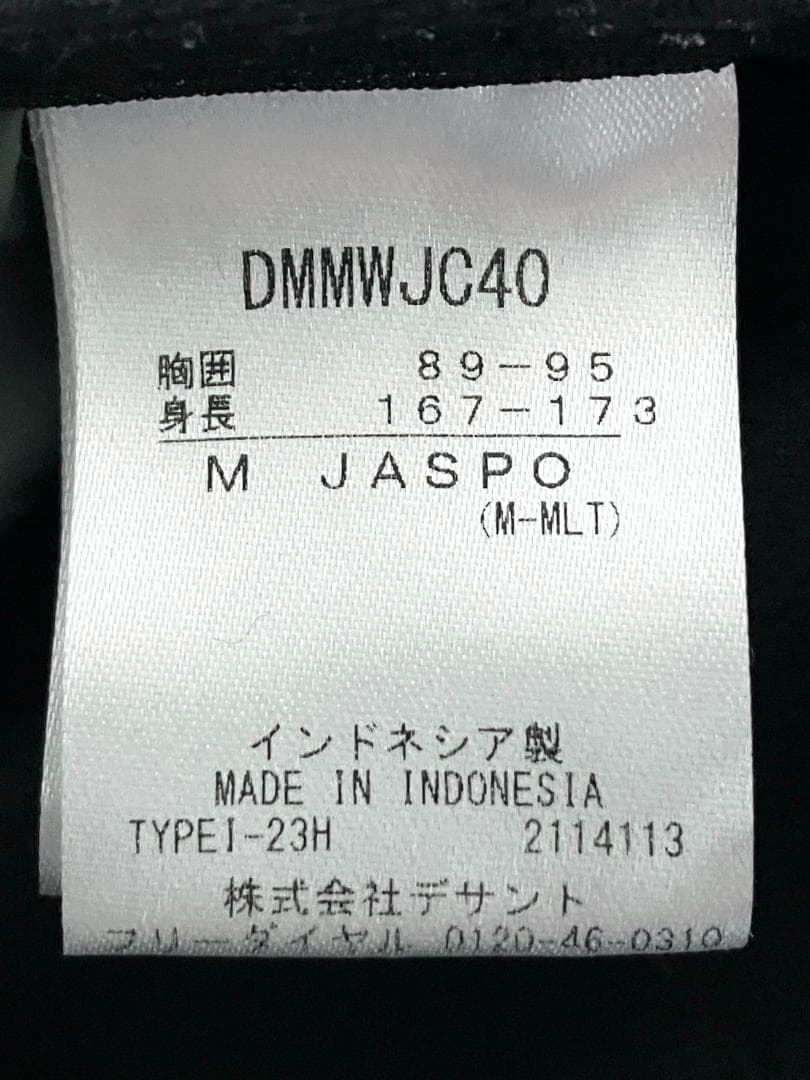 DMMWJC40
胸囲 89-95
身長 167-173
M JASPO
(M-MLT)
インドネシア製
MADE IN INDONESIA
TYPEI-23H 2114113
株式会社デサント
フリーダイヤル 0120-46-0310